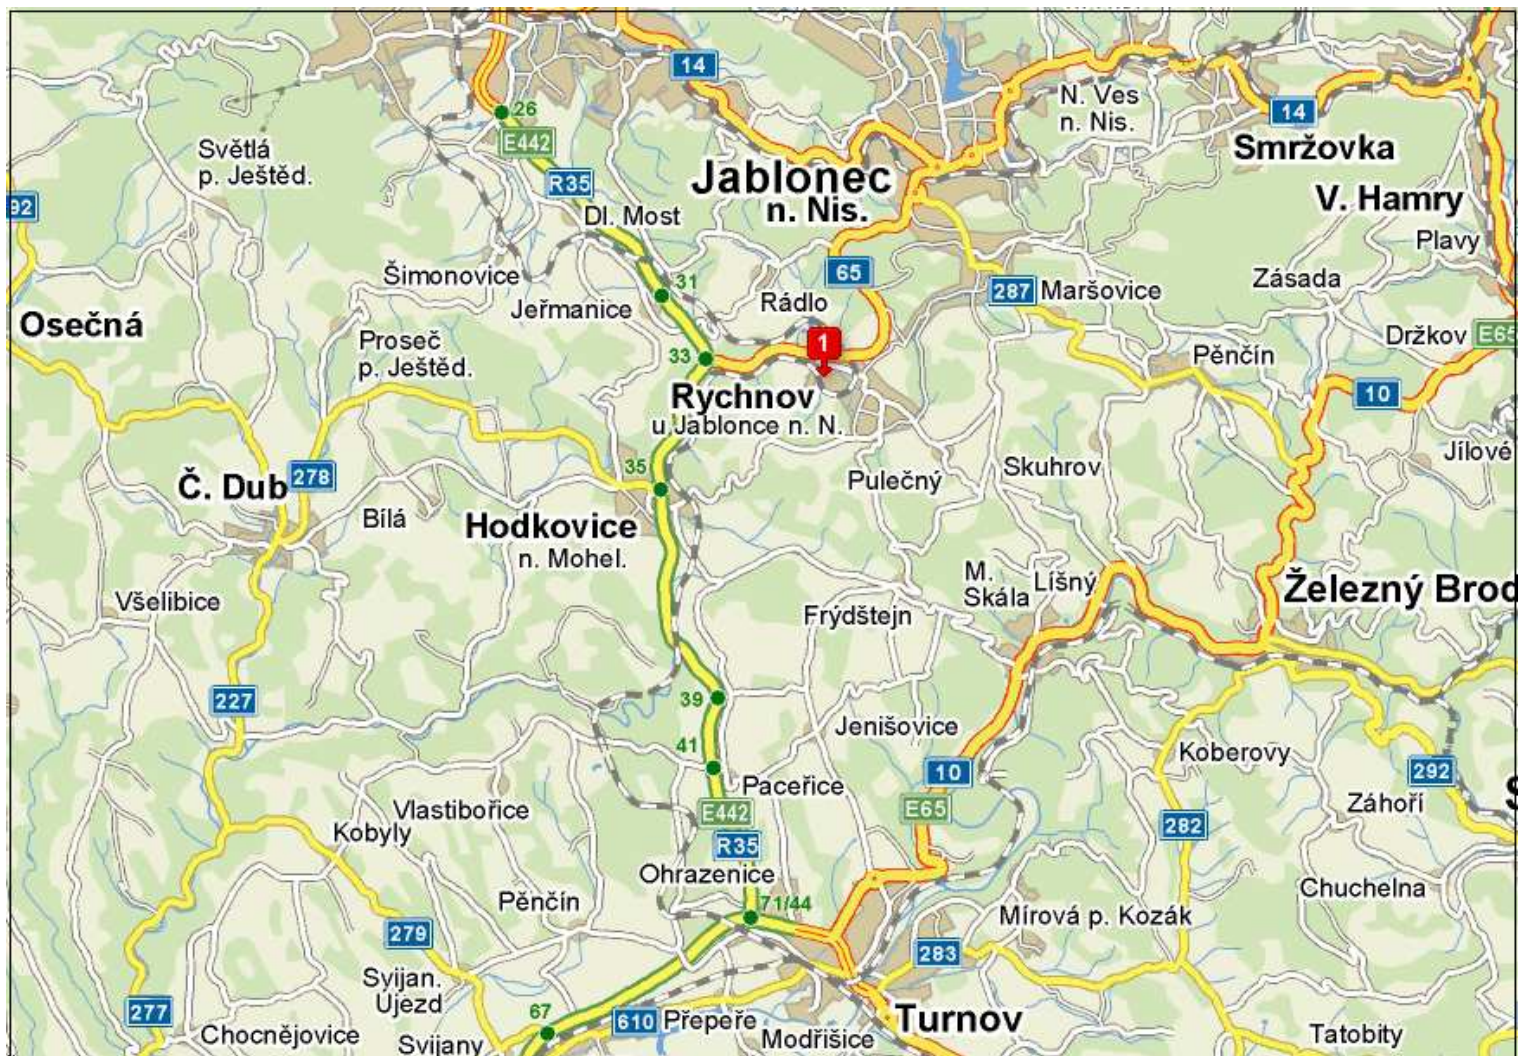 14
N. Ves
n. Nis.
14
26
E442
Světlá
p. Ještěd.
R35
Smržovka
Jablonec
n. Nis.
92
V. Hamry
Dl. Most
Plavy
Šimonovice
65
31
Rádlo
287
Maršovice
Zásada
Jeřmanice
Osečná
Držkov
E65
Proseč
p. Ještěd.
33
1
Pěnčín
10
Rychnov
u Jablonce n. N.
Jílové
35
Skuhrov
Pulečný
278
Č. Dub
Bílá
Hodkovice
n. Mohel.
M.
Skála
Líšný
Železný Brod
Všelibice
Frýdštejn
39
227
Jenišovice
41
Koberovy
10
292
Paceřice
Záhoří
S
Vlastibořice
E442
E65
Kobyly
282
R35
Ohrazenice
Chuchelna
Pěnčín
71/44
Mírová p. Kozák
279
283
Svijan.
Újezd
67
277
610
Přepeře
Turnov
Chocnějovice
Svijany
Modřišice
Tatobity